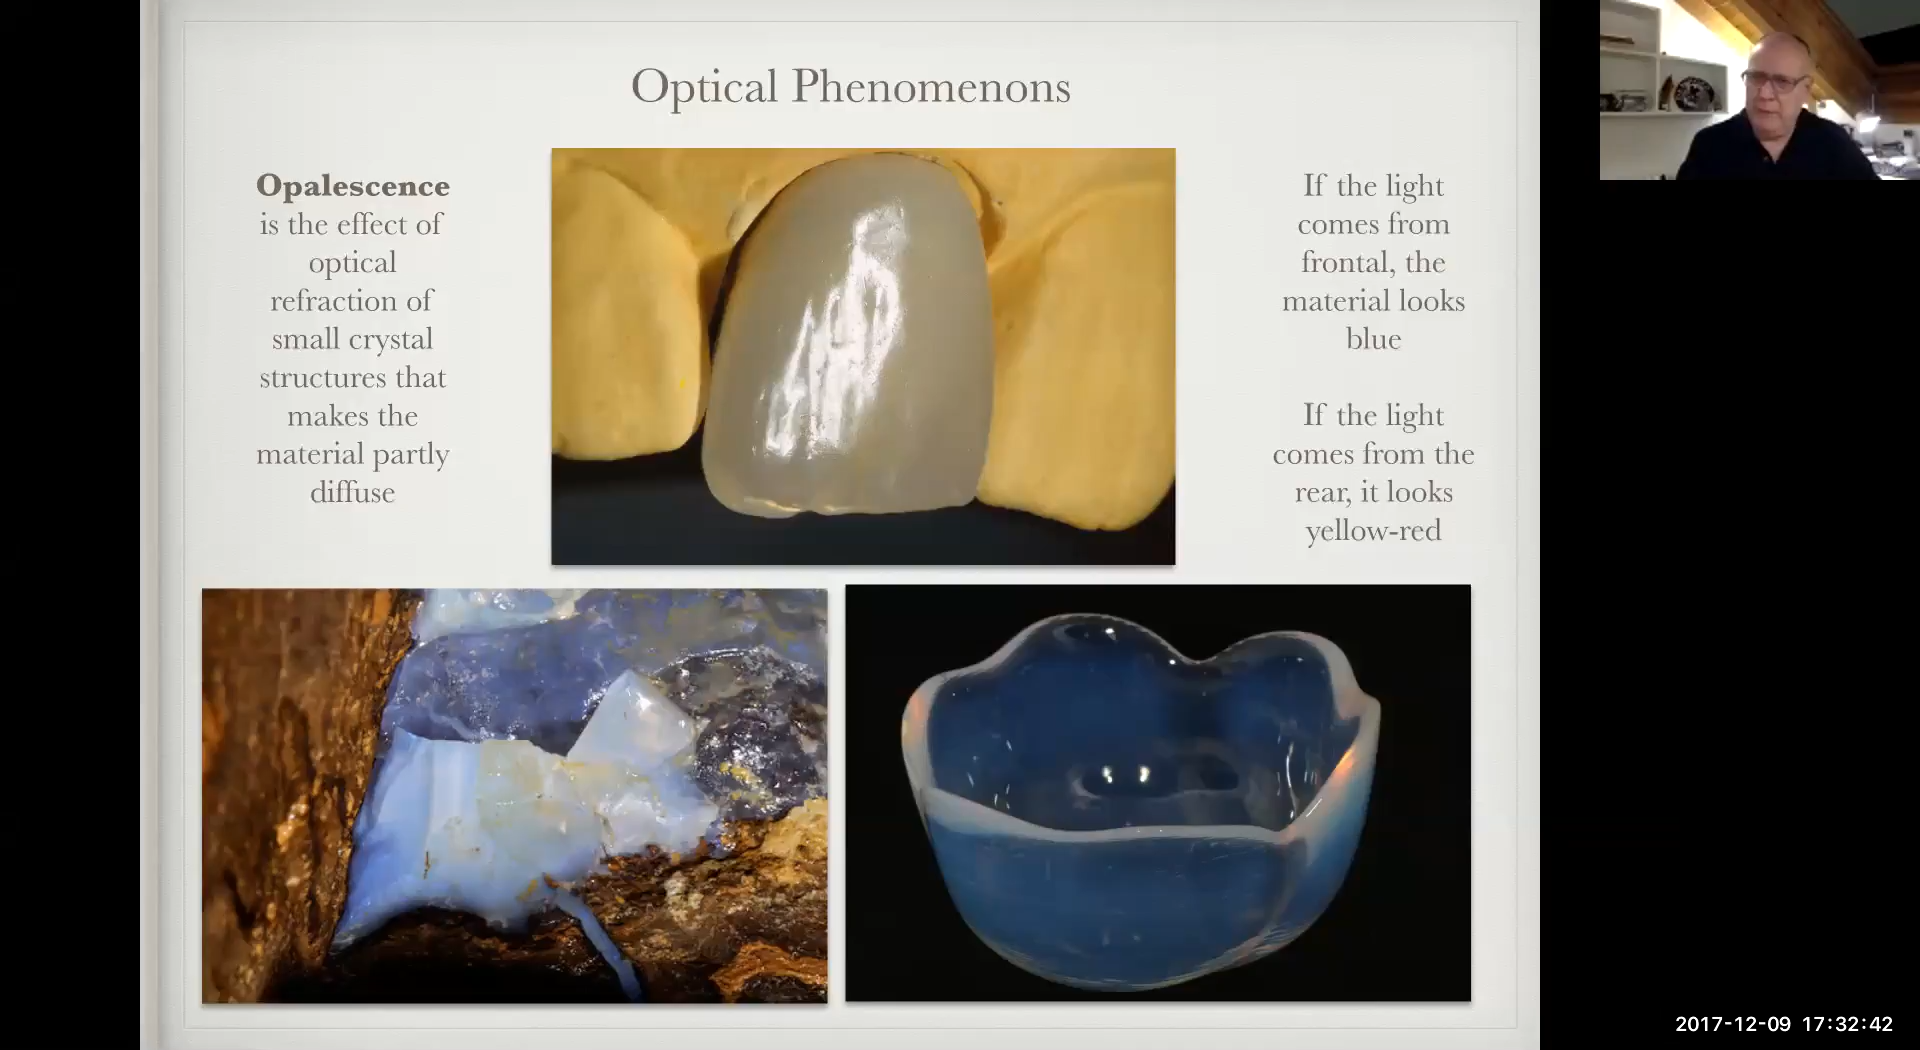 Optical Phenomenons
Opalescence
is the effect of
optical
refraction of
small crystal
structures that
makes the
material partly
diffuse
If the light
comes from
frontal, the
material looks
blue
If the light
comes from the
rear, it looks
yellow-red
2017-12-09 17:32:42